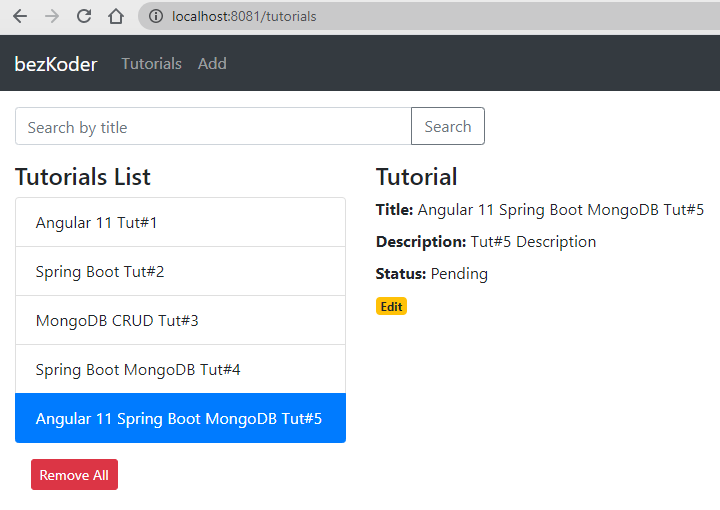 localhost:8081/tutorials
bezKoder Tutorials Add
Search by title Search
Tutorials List
Angular 11 Tut#1
Spring Boot Tut#2
MongoDB CRUD Tut#3
Spring Boot MongoDB Tut#4
Angular 11 Spring Boot MongoDB Tut#5
Remove All
Tutorial
Title: Angular 11 Spring Boot MongoDB Tut#5
Description: Tut#5 Description
Status: Pending
Edit